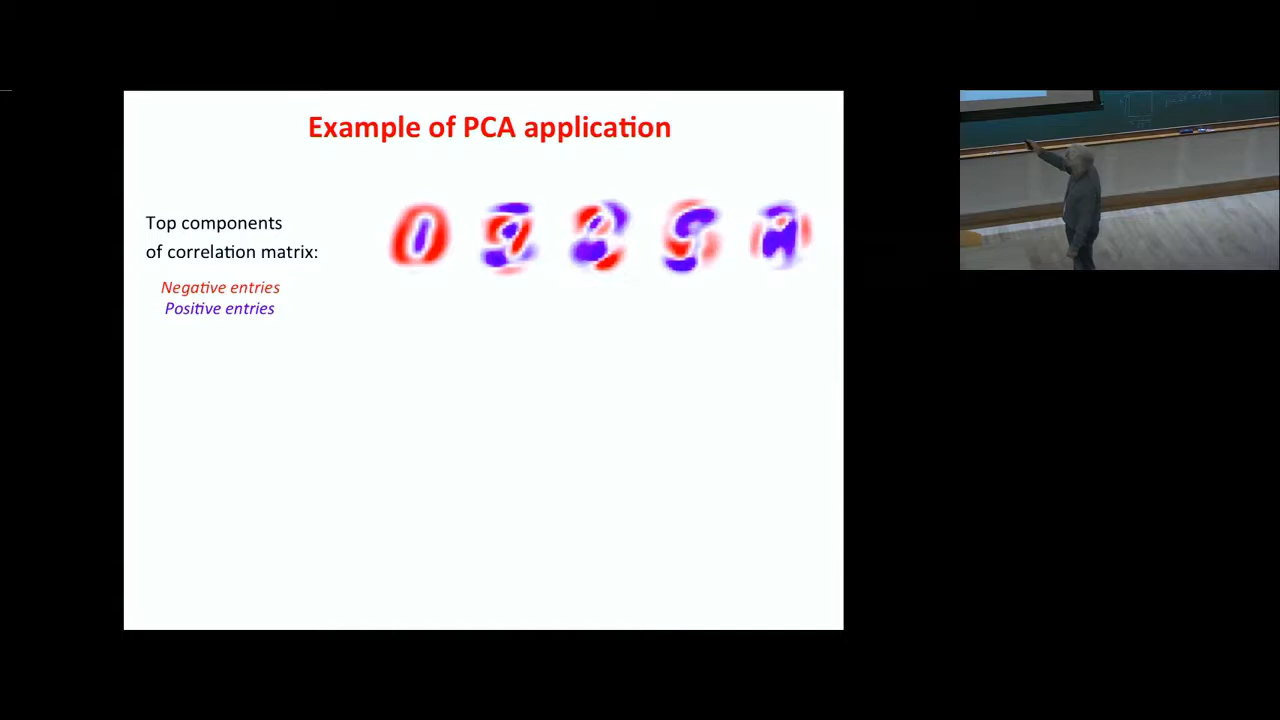 Example of PCA application
Top components
of correlation matrix:
Negative entries
Positive entries